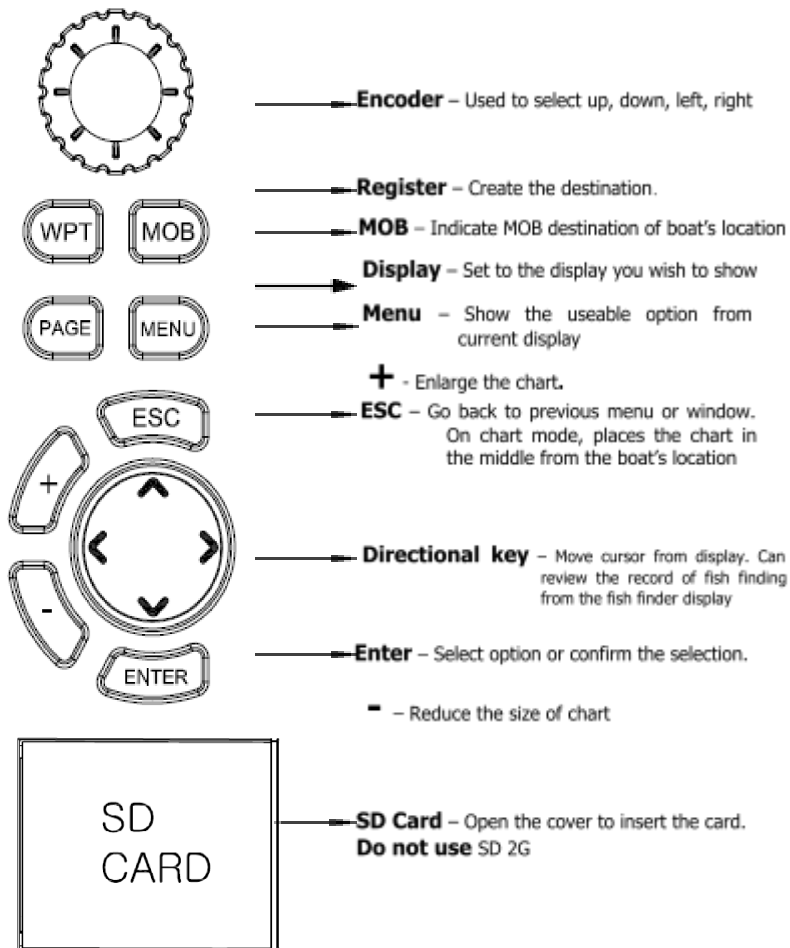 Encoder – Used to select up, down, left, right
Register – Create the destination.
WPT MOB
MOB – Indicate MOB destination of boat's location
Display – Set to the display you wish to show
PAGE MENU
Menu – Show the useable option from
current display
+ - Enlarge the chart.
ESC
ESC – Go back to previous menu or window.
On chart mode, places the chart in
the middle from the boat's location
+
Directional key – Move cursor from display. Can
review the record of fish finding
from the fish finder display
-
Enter – Select option or confirm the selection.
ENTER
- – Reduce the size of chart
SD
CARD
SD Card – Open the cover to insert the card.
Do not use SD 2G